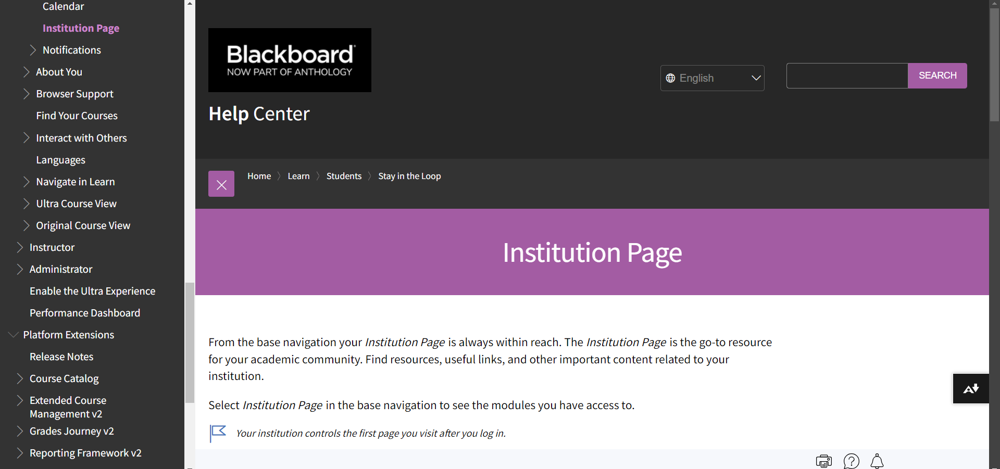 Calendar
Institution Page
Notifications
About You
Browser Support
Find Your Courses
Interact with Others
Languages
Navigate in Learn
Ultra Course View
Original Course View
Instructor
Administrator
Enable the Ultra Experience
Performance Dashboard
Platform Extensions
Release Notes
Course Catalog
Extended Course
Management v2
Grades Journey v2
Reporting Framework v2
Blackboard
NOW PART OF ANTHOLOGY
Help Center
English
SEARCH
Home
Learn
Students
Stay in the Loop
Institution Page
From the base navigation your Institution Page is always within reach. The Institution Page is the go-to resource
for your academic community. Find resources, useful links, and other important content related to your
institution.
Select Institution Page in the base navigation to see the modules you have access to.
Your institution controls the first page you visit after you log in.